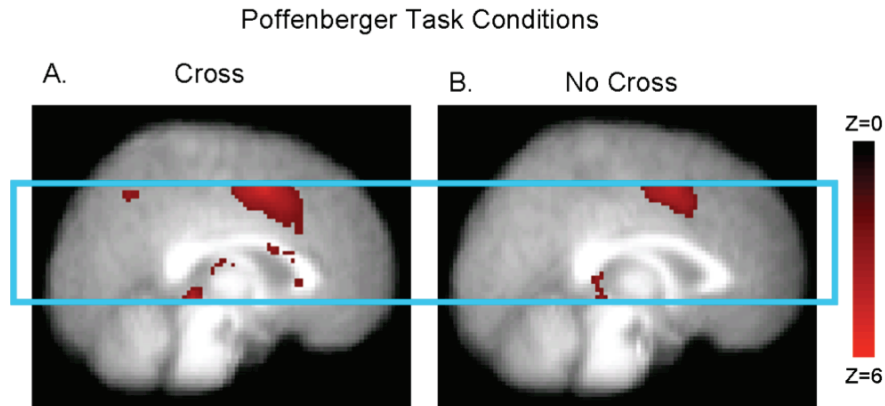 Poffenberger Task Conditions
A. Cross
B. No Cross
Z=0
Z=6